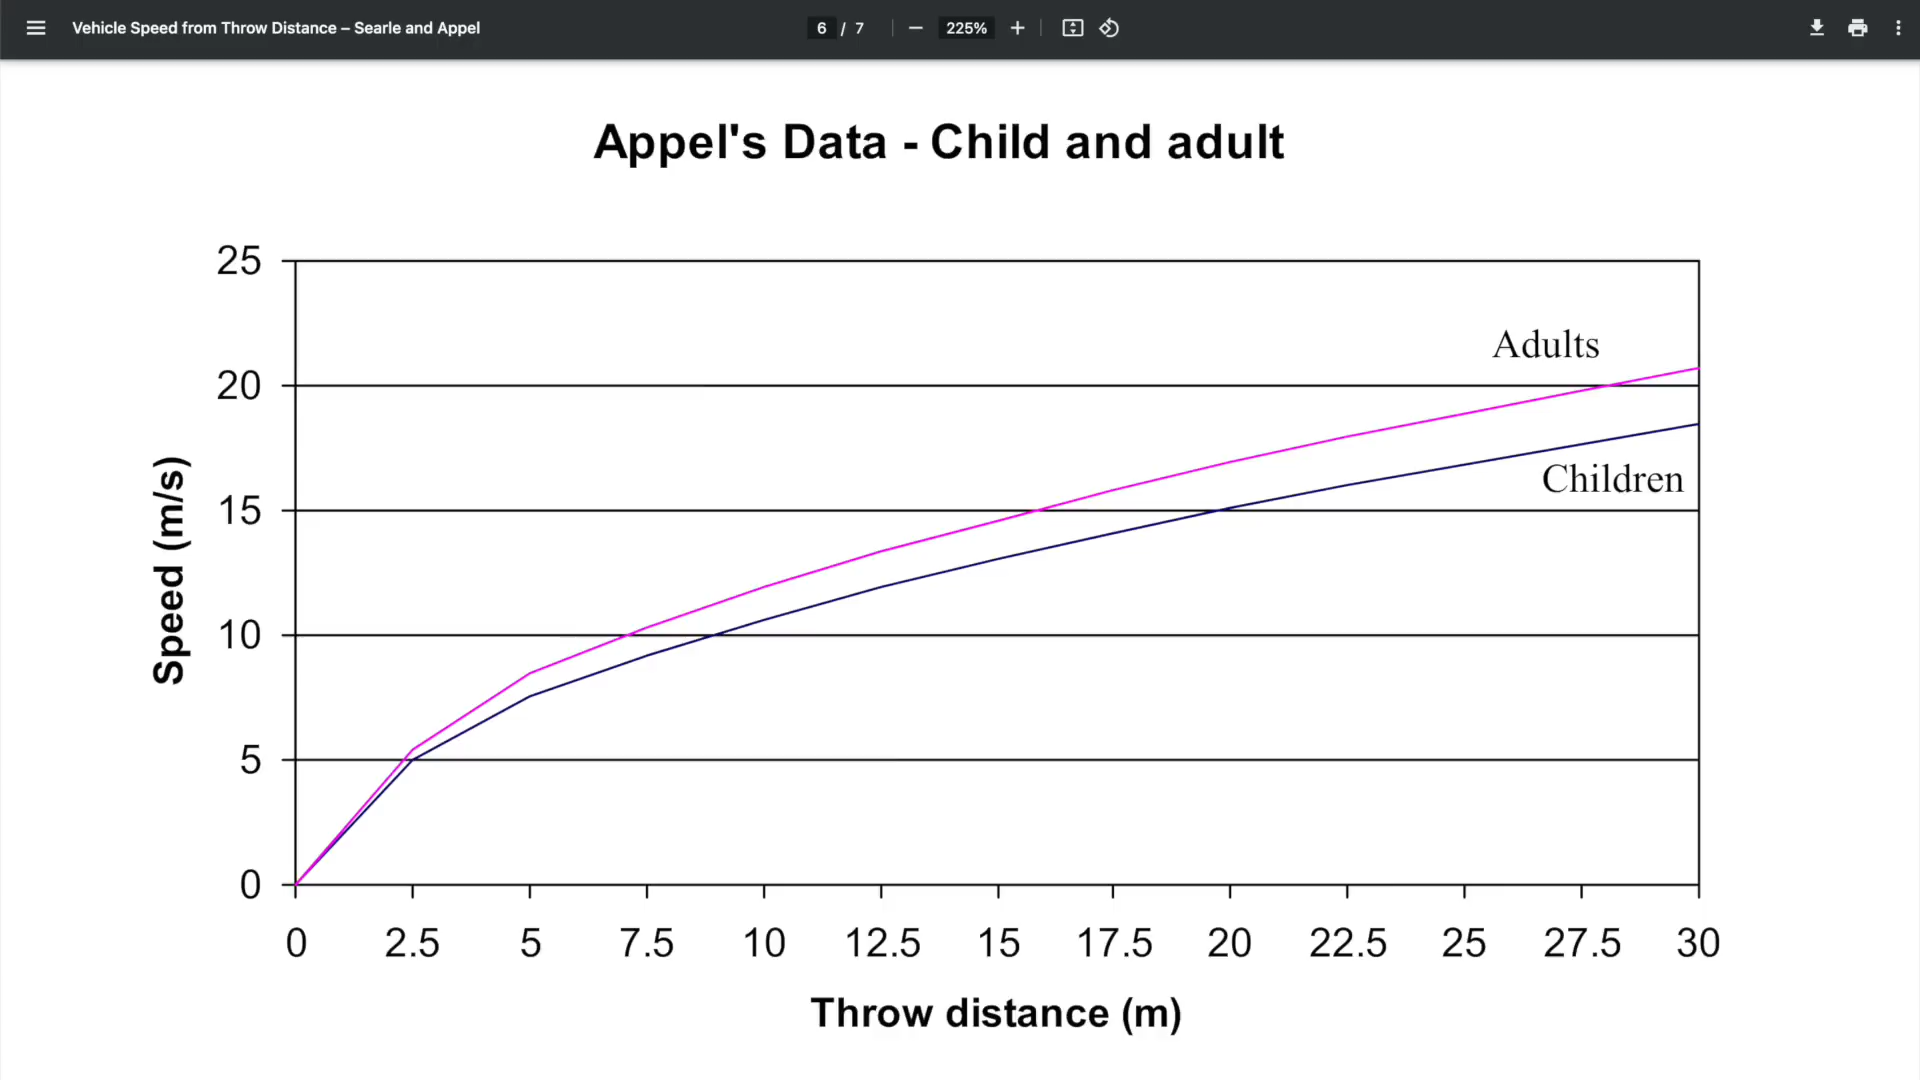 Vehicle Speed from Throw Distance – Searle and Appel
6 / 7
225%
Appel's Data - Child and adult
25
20
15
10
5
0
Speed (m/s)
Adults
Children
0 2.5 5 7.5 10 12.5 15 17.5 20 22.5 25 27.5 30
Throw distance (m)